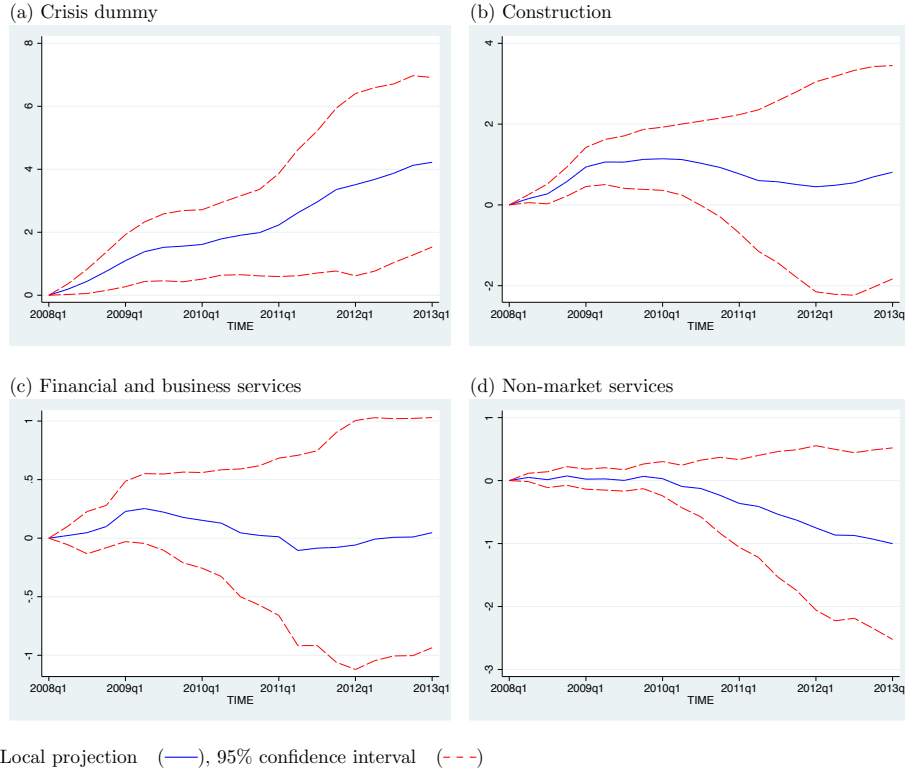 (a) Crisis dummy
(b) Construction
8
6
4
2
0
2008q1 2009q1 2010q1 2011q1 2012q1 2013q1
TIME
4
2
0
-2
2008q1 2009q1 2010q1 2011q1 2012q1 2013q
TIME
(c) Financial and business services
(d) Non-market services
1
.5
0
-.5
-1
2008q1 2009q1 2010q1 2011q1 2012q1 2013q1
TIME
1
0
-1
-2
-3
2008q1 2009q1 2010q1 2011q1 2012q1 2013q
TIME
Local projection (——), 95% confidence interval (- - -)